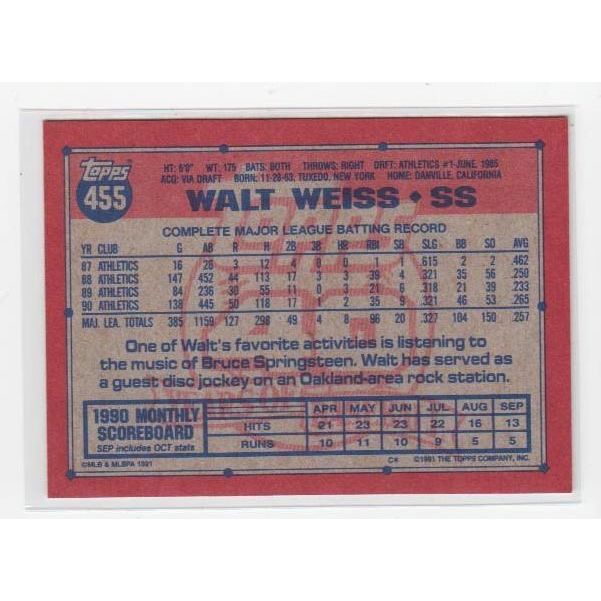 Topps
455
HT: 6'0" WT: 175 BATS: BOTH THROWS: RIGHT DRFT: ATHLETICS #1-JUNE, 1985
ACQ: VIA DRAFT BORN: 11-28-63, TUXEDO, NEW YORK HOME: DANVILLE, CALIFORNIA
WALT WEISS ◆ SS
COMPLETE MAJOR LEAGUE BATTING RECORD
YR CLUB G AB R H 2B 3B HR RBI SB SLG BB SO AVG
87 ATHLETICS 16 26 3 12 4 0 0 1 1 .615 2 2 .462
88 ATHLETICS 147 452 44 113 17 3 3 39 4 .321 35 56 .250
89 ATHLETICS 84 236 30 55 11 0 3 21 6 .318 21 39 .233
90 ATHLETICS 138 445 50 118 17 1 2 35 9 .321 46 53 .265
MAJ. LEA. TOTALS 385 1159 127 298 49 4 8 96 20 .327 104 150 .257
One of Walt's favorite activities is listening to
the music of Bruce Springsteen. Walt has served as
a guest disc jockey on an Oakland-area rock station.
1990 MONTHLY
SCOREBOARD
SEP includes OCT stats
APR MAY JUN JUL AUG SEP
HITS 21 23 23 22 16 13
RUNS 10 11 10 9 5 5
©MLB & MLBPA 1991
C* ©1991 THE TOPPS COMPANY, INC.